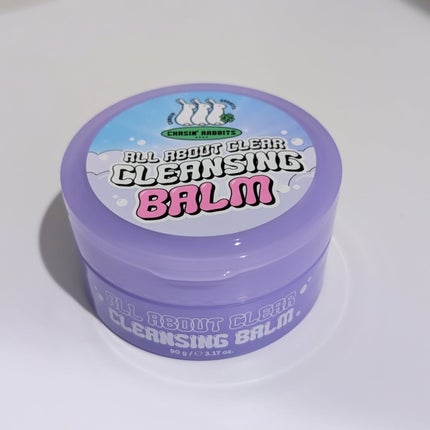 CHASIN' RABBITS
ALL ABOUT CLEAR
CLEANSING
BALM
ALL ABOUT CLEAR
CLEANSING BALM
90 g / ℮ 3.17 oz.